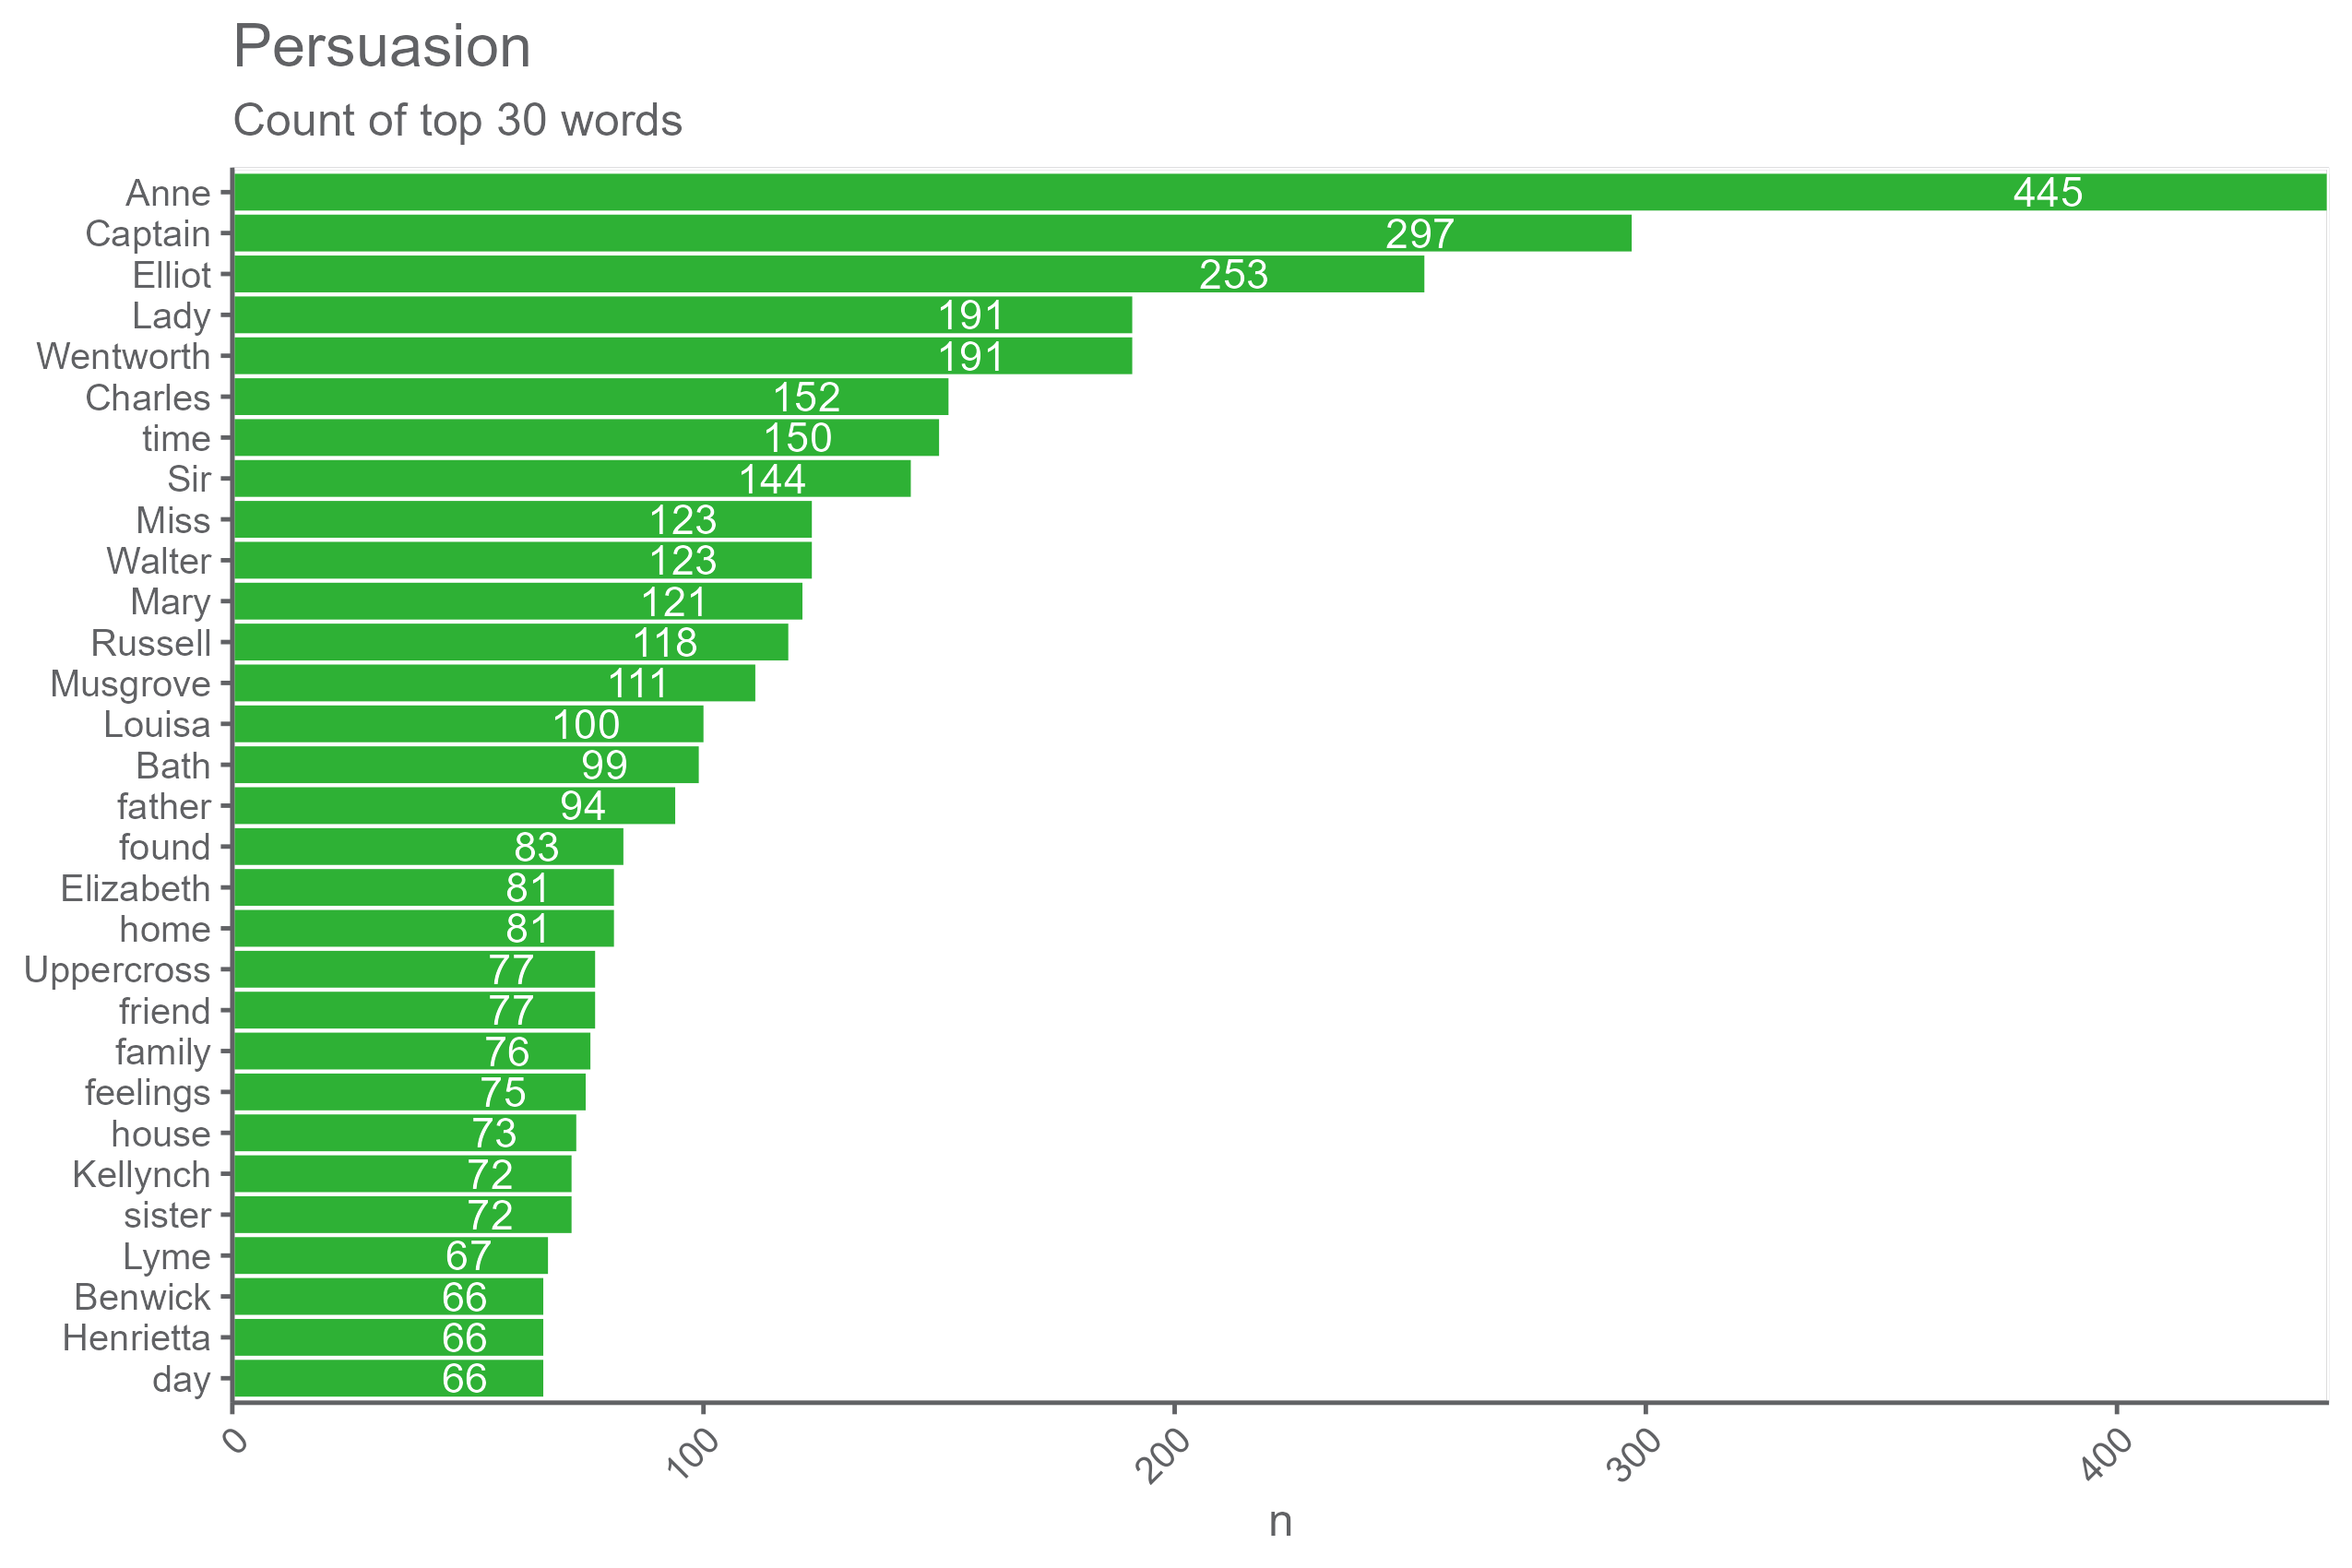 Persuasion
Count of top 30 words
Anne 445
Captain 297
Elliot 253
Lady 191
Wentworth 191
Charles 152
time 150
Sir 144
Miss 123
Walter 123
Mary 121
Russell 118
Musgrove 111
Louisa 100
Bath 99
father 94
found 83
Elizabeth 81
home 81
Uppercross 77
friend 77
family 76
feelings 75
house 73
Kellynch 72
sister 72
Lyme 67
Benwick 66
Henrietta 66
day 66
0 100 200 300 400
n